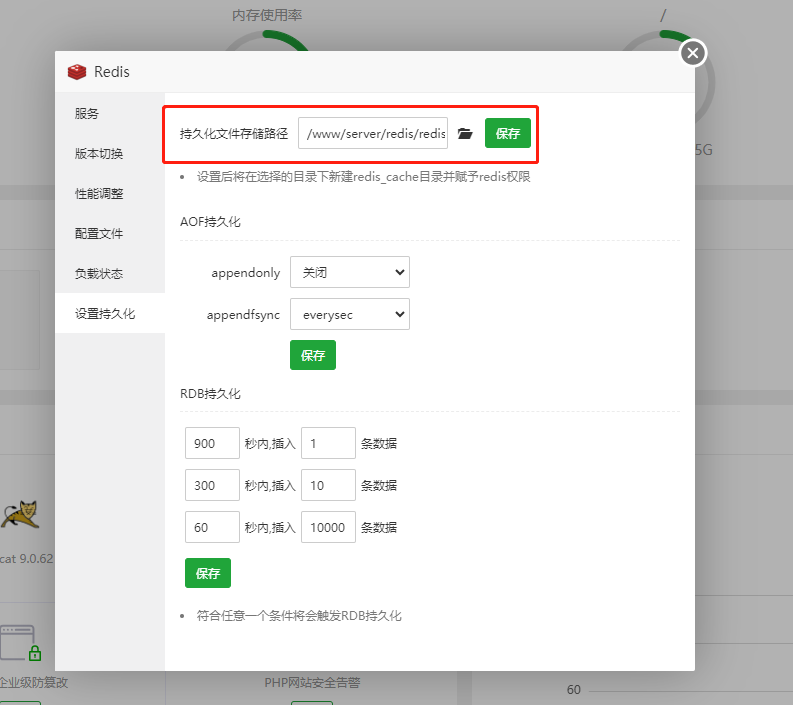 内存使用率
/
Redis
服务
版本切换
性能调整
配置文件
负载状态
设置持久化
持久化文件存储路径 /www/server/redis/redis 保存
设置后将在选择的目录下新建redis_cache目录并赋予redis权限
AOF持久化
appendonly 关闭
appendfsync everysec
保存
RDB持久化
900 秒内,插入 1 条数据
300 秒内,插入 10 条数据
60 秒内,插入 10000 条数据
保存
符合任意一个条件将会触发RDB持久化
5G
cat 9.0.62
企业级防篡改
PHP网站安全告警
60